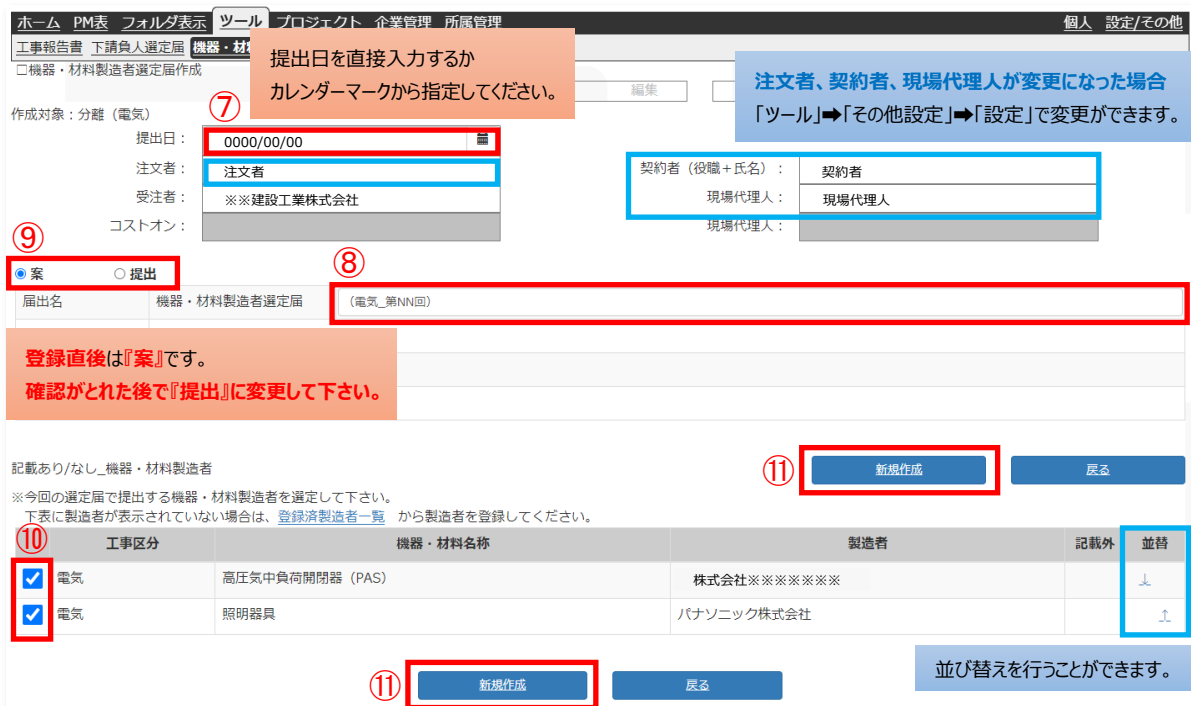 ホーム PM表 フォルダ表示 ツール プロジェクト 企業管理 所属管理 個人 設定/その他
工事報告書 下請負人選定届 機器・材
□機器・材料製造者選定届作成
提出日を直接入力するか
カレンダーマークから指定してください。
編集
注文者、契約者、現場代理人が変更になった場合
「ツール」➡「その他設定」➡「設定」で変更ができます。
作成対象：分離（電気）
⑦
提出日： 0000/00/00
注文者： 注文者 契約者（役職＋氏名）： 契約者
受注者： ※※建設工業株式会社 現場代理人： 現場代理人
コストオン： 現場代理人：
⑨
⑧
案 提出
届出名 機器・材料製造者選定届 （電気_第NN回）
登録直後は『案』です。
確認がとれた後で『提出』に変更して下さい。
記載あり/なし_機器・材料製造者 ⑪ 新規作成 戻る
※今回の選定届で提出する機器・材料製造者を選定して下さい。
下表に製造者が表示されていない場合は、登録済製造者一覧 から製造者を登録してください。
⑩ 工事区分 機器・材料名称 製造者 記載外 並替
電気 高圧気中負荷開閉器（PAS） 株式会社※※※※※※※
電気 照明器具 パナソニック株式会社
並び替えを行うことができます。
⑪ 新規作成 戻る